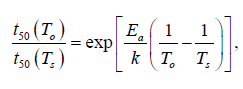 t₅₀(Tₒ) / t₅₀(Tₛ) = exp[Eₐ/k (1/Tₒ − 1/Tₛ)],